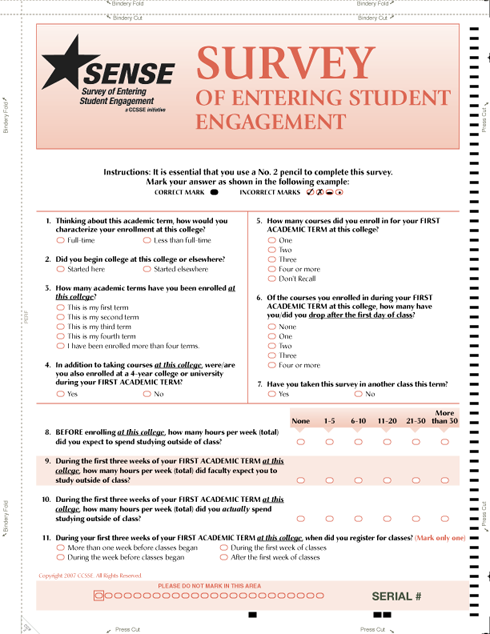 Bindery Fold
Bindery Fold
Bindery Cut
Bindery Cut
SENSE
Survey of Entering
Student Engagement
a CCSSE initiative
SURVEY
OF ENTERING STUDENT
ENGAGEMENT
Bindery Fold
Press Cut
Instructions: It is essential that you use a No. 2 pencil to complete this survey.
Mark your answer as shown in the following example:
CORRECT MARK INCORRECT MARKS
1. Thinking about this academic term, how would you
characterize your enrollment at this college?
Full-time Less than full-time
2. Did you begin college at this college or elsewhere?
Started here Started elsewhere
3. How many academic terms have you been enrolled at
this college?
This is my first term
This is my second term
This is my third term
This is my fourth term
I have been enrolled more than four terms.
4. In addition to taking courses at this college, were/are
you also enrolled at a 4-year college or university
during your FIRST ACADEMIC TERM?
Yes No
5. How many courses did you enroll in for your FIRST
ACADEMIC TERM at this college?
One
Two
Three
Four or more
Don't Recall
6. Of the courses you enrolled in during your FIRST
ACADEMIC TERM at this college, how many have
you/did you drop after the first day of class?
None
One
Two
Three
Four or more
7. Have you taken this survey in another class this term?
Yes No
More
None 1-5 6-10 11-20 21-30 than 30
8. BEFORE enrolling at this college, how many hours per week (total)
did you expect to spend studying outside of class?
9. During the first three weeks of your FIRST ACADEMIC TERM at this
college, how many hours per week (total) did faculty expect you to
study outside of class?
10. During the first three weeks of your FIRST ACADEMIC TERM at this
college, how many hours per week (total) did you actually spend
studying outside of class?
11. During your first three weeks of your FIRST ACADEMIC TERM at this college, when did you register for classes? (Mark only one)
More than one week before classes began During the first week of classes
During the week before classes began After the first week of classes
Bindery Fold
Press Cut
Copyright 2007 CCSSE. All Rights Reserved.
PLEASE DO NOT MARK IN THIS AREA
SERIAL #
Press Cut
Press Cut